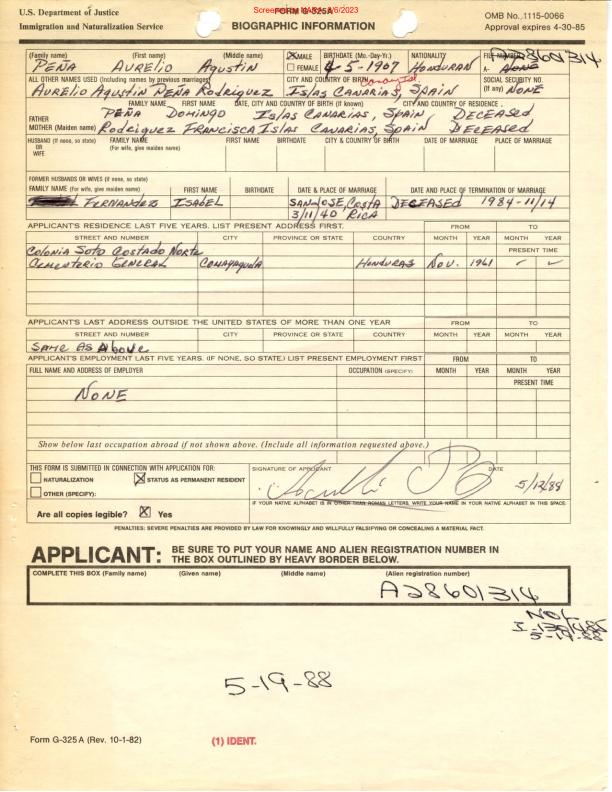 U.S. Department of Justice
Immigration and Naturalization Service
FORM G-325A
BIOGRAPHIC INFORMATION
OMB No. 1115-0066
Approval expires 4-30-85
(Family name) (First name) (Middle name) MALE BIRTHDATE (Mo.-Day-Yr.) NATIONALITY FILE NUMBER
PEÑA AURELIO AgustiN FEMALE 4-5-1907 HONDURAN A- NONE A28601314
ALL OTHER NAMES USED (Including names by previous marriages) CITY AND COUNTRY OF BIRTH Canary Isl. SOCIAL SECURITY NO.
AURELIO AgustiN PEÑA RodRiguEZ Islas CANARIAS, SPAIN (If any) NONE
FAMILY NAME FIRST NAME DATE, CITY AND COUNTRY OF BIRTH (If known) CITY AND COUNTRY OF RESIDENCE
FATHER PEÑA DOMINGO Islas CANARIAS, SPAIN DECEASED
MOTHER (Maiden name) RodRiguEZ FRANCISCA Islas CANARIAS, SPAIN DECEASED
HUSBAND (If none, so state) OR WIFE FAMILY NAME (For wife, give maiden name) FIRST NAME BIRTHDATE CITY & COUNTRY OF BIRTH DATE OF MARRIAGE PLACE OF MARRIAGE
FORMER HUSBANDS OR WIVES (if none, so state)
FAMILY NAME (For wife, give maiden name) FIRST NAME BIRTHDATE DATE & PLACE OF MARRIAGE DATE AND PLACE OF TERMINATION OF MARRIAGE
FERNANDEZ ISABEL SAN JOSE, COSTA RICA 3/11/40 DECEASED 1984-11/14
APPLICANT'S RESIDENCE LAST FIVE YEARS. LIST PRESENT ADDRESS FIRST. FROM TO
STREET AND NUMBER CITY PROVINCE OR STATE COUNTRY MONTH YEAR MONTH YEAR
PRESENT TIME
Colonia Soto Costado Norte
Cementerio GENERAL Comayaguela HONDURAS Nov. 1961
APPLICANT'S LAST ADDRESS OUTSIDE THE UNITED STATES OF MORE THAN ONE YEAR FROM TO
STREET AND NUMBER CITY PROVINCE OR STATE COUNTRY MONTH YEAR MONTH YEAR
SAME AS Above
APPLICANT'S EMPLOYMENT LAST FIVE YEARS. (IF NONE, SO STATE.) LIST PRESENT EMPLOYMENT FIRST FROM TO
FULL NAME AND ADDRESS OF EMPLOYER OCCUPATION (SPECIFY) MONTH YEAR MONTH YEAR
PRESENT TIME
NONE
Show below last occupation abroad if not shown above. (Include all information requested above.)
THIS FORM IS SUBMITTED IN CONNECTION WITH APPLICATION FOR: SIGNATURE OF APPLICANT DATE
NATURALIZATION X STATUS AS PERMANENT RESIDENT 5/12/88
OTHER (SPECIFY):
IF YOUR NATIVE ALPHABET IS IN OTHER THAN ROMAN LETTERS, WRITE YOUR NAME IN YOUR NATIVE ALPHABET IN THIS SPACE:
Are all copies legible? X Yes
PENALTIES: SEVERE PENALTIES ARE PROVIDED BY LAW FOR KNOWINGLY AND WILLFULLY FALSIFYING OR CONCEALING A MATERIAL FACT.
APPLICANT: BE SURE TO PUT YOUR NAME AND ALIEN REGISTRATION NUMBER IN
THE BOX OUTLINED BY HEAVY BORDER BELOW.
COMPLETE THIS BOX (Family name) (Given name) (Middle name) (Alien registration number)
A28601314
5-19-88
5-19-88
Form G-325 A (Rev. 10-1-82) (1) IDENT.